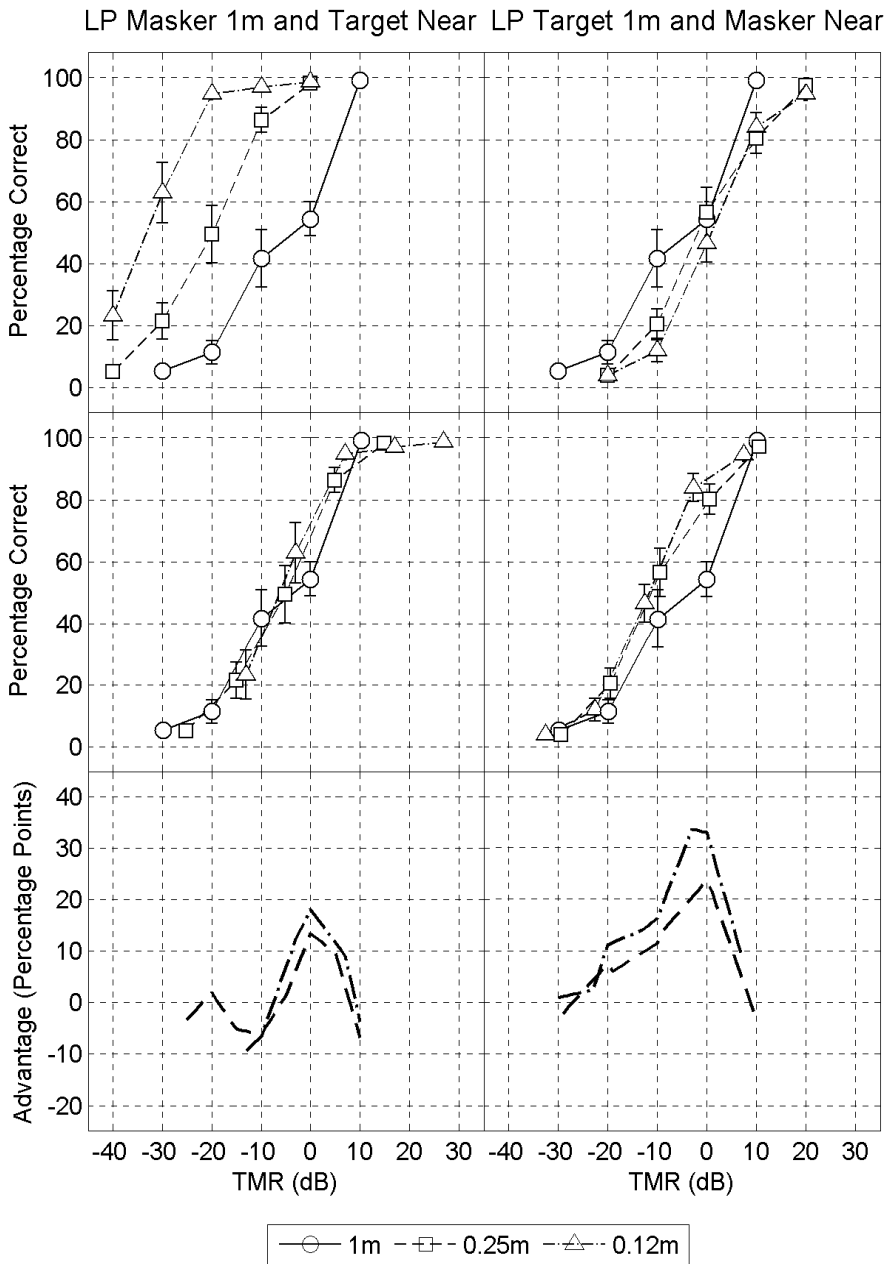 LP Masker 1m and Target Near
LP Target 1m and Masker Near
Percentage Correct
100
80
60
40
20
0
Percentage Correct
100
80
60
40
20
0
Advantage (Percentage Points)
40
30
20
10
0
-10
-20
-40 -30 -20 -10 0 10 20 30
TMR (dB)
-40 -30 -20 -10 0 10 20 30
TMR (dB)
1m 0.25m 0.12m